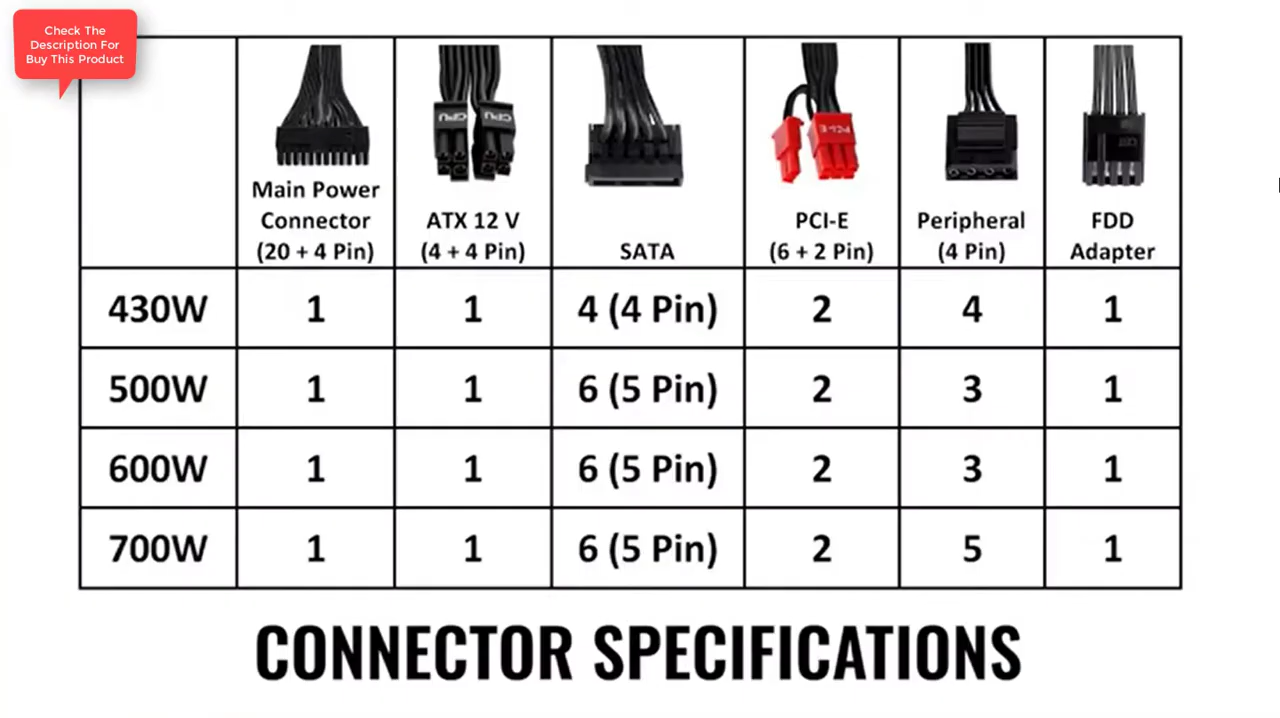 Check The
Description For
Buy This Product
Main Power
Connector
(20 + 4 Pin)
ATX 12 V
(4 + 4 Pin)
SATA
PCI-E
(6 + 2 Pin)
Peripheral
(4 Pin)
FDD
Adapter
CPU
CPU
PCI-E
430W 1 1 4 (4 Pin) 2 4 1
500W 1 1 6 (5 Pin) 2 3 1
600W 1 1 6 (5 Pin) 2 3 1
700W 1 1 6 (5 Pin) 2 5 1
CONNECTOR SPECIFICATIONS